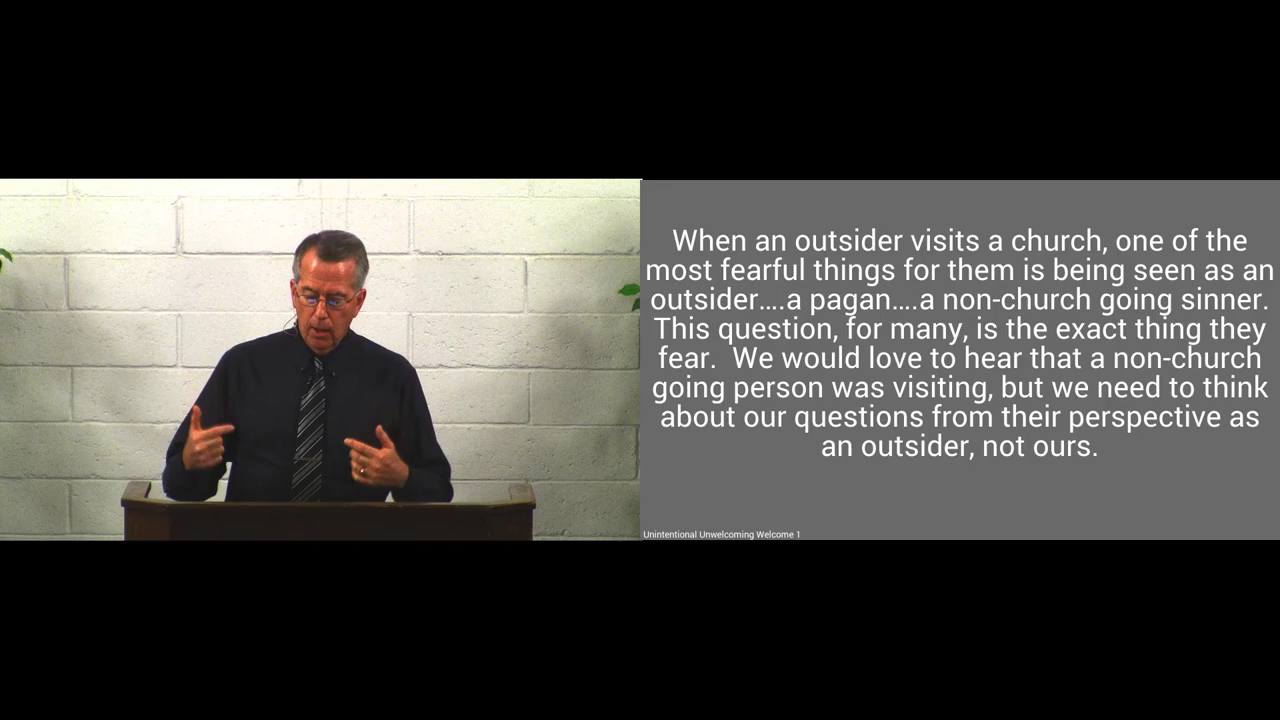 When an outsider visits a church, one of the
most fearful things for them is being seen as an
outsider....a pagan....a non-church going sinner.
This question, for many, is the exact thing they
fear.  We would love to hear that a non-church
going person was visiting, but we need to think
about our questions from their perspective as
an outsider, not ours.
Unintentional Unwelcoming Welcome 1